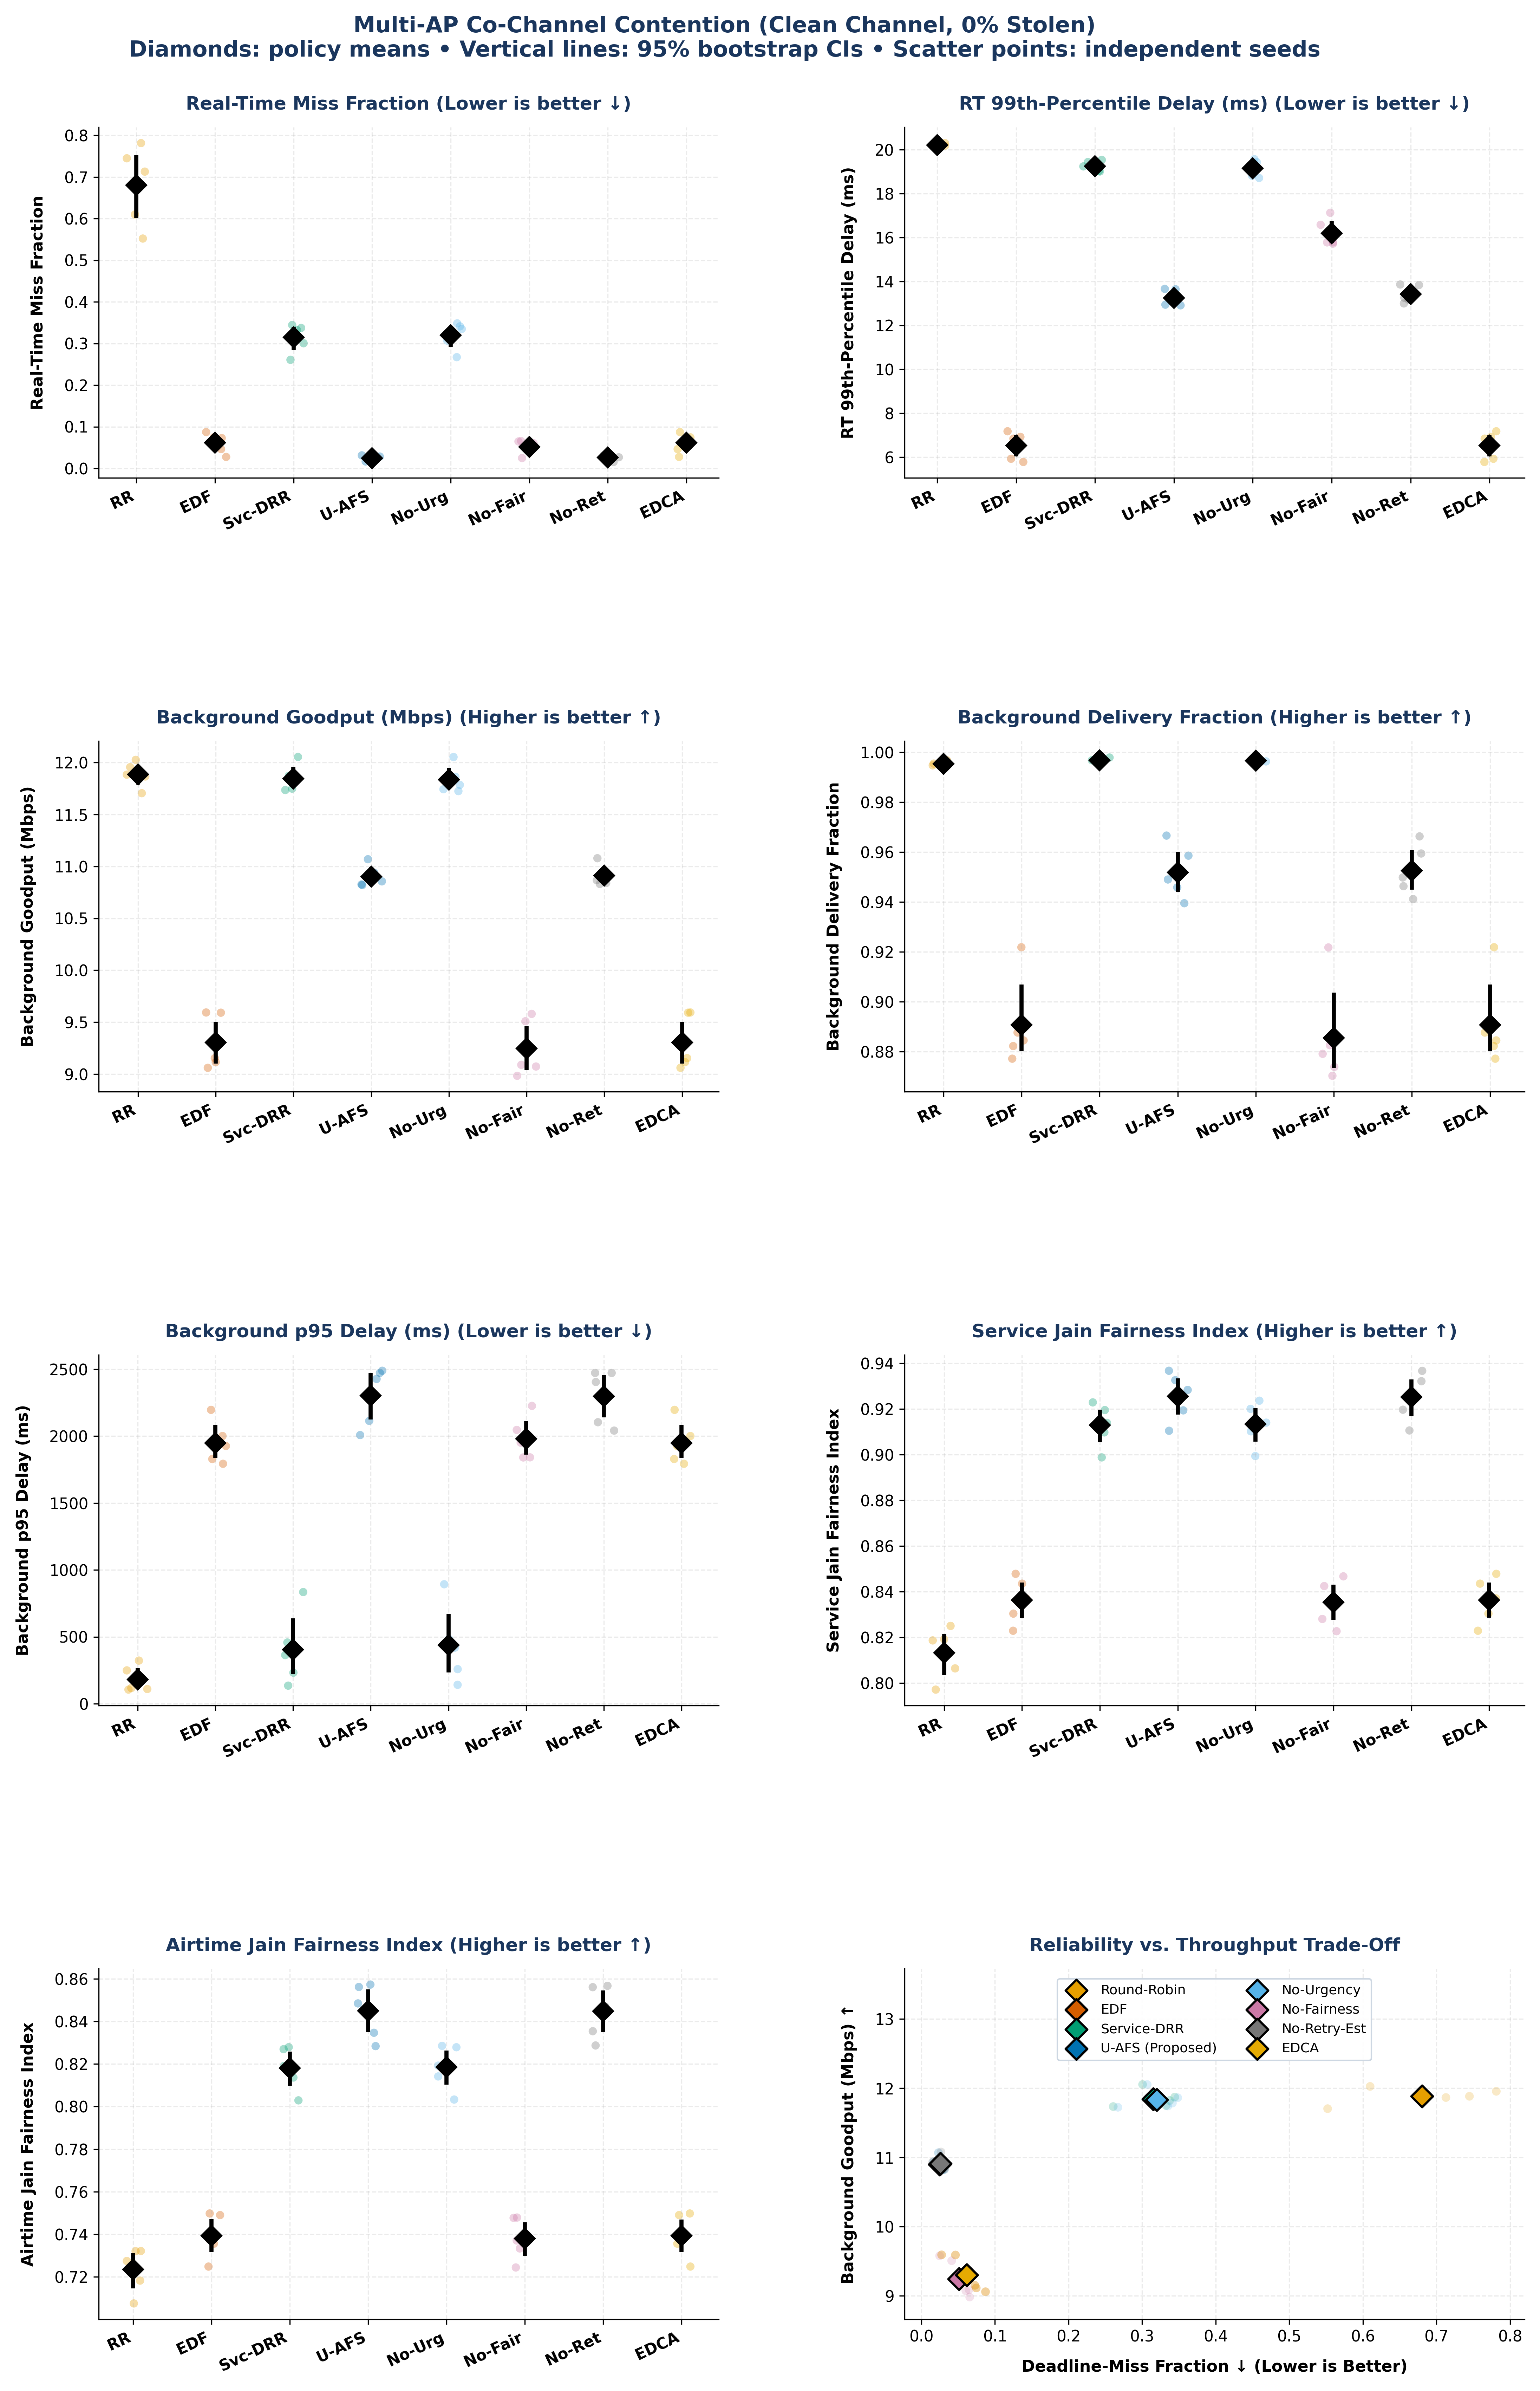 Multi-AP Co-Channel Contention (Clean Channel, 0% Stolen)
Diamonds: policy means • Vertical lines: 95% bootstrap CIs • Scatter points: independent seeds
Real-Time Miss Fraction (Lower is better ↓)
Real-Time Miss Fraction
0.8
0.7
0.6
0.5
0.4
0.3
0.2
0.1
0.0
RR
EDF
Svc-DRR
U-AFS
No-Urg
No-Fair
No-Ret
EDCA
RT 99th-Percentile Delay (ms) (Lower is better ↓)
RT 99th-Percentile Delay (ms)
20
18
16
14
12
10
8
6
RR
EDF
Svc-DRR
U-AFS
No-Urg
No-Fair
No-Ret
EDCA
Background Goodput (Mbps) (Higher is better ↑)
Background Goodput (Mbps)
12.0
11.5
11.0
10.5
10.0
9.5
9.0
RR
EDF
Svc-DRR
U-AFS
No-Urg
No-Fair
No-Ret
EDCA
Background Delivery Fraction (Higher is better ↑)
Background Delivery Fraction
1.00
0.98
0.96
0.94
0.92
0.90
0.88
RR
EDF
Svc-DRR
U-AFS
No-Urg
No-Fair
No-Ret
EDCA
Background p95 Delay (ms) (Lower is better ↓)
Background p95 Delay (ms)
2500
2000
1500
1000
500
0
RR
EDF
Svc-DRR
U-AFS
No-Urg
No-Fair
No-Ret
EDCA
Service Jain Fairness Index (Higher is better ↑)
Service Jain Fairness Index
0.94
0.92
0.90
0.88
0.86
0.84
0.82
0.80
RR
EDF
Svc-DRR
U-AFS
No-Urg
No-Fair
No-Ret
EDCA
Airtime Jain Fairness Index (Higher is better ↑)
Airtime Jain Fairness Index
0.86
0.84
0.82
0.80
0.78
0.76
0.74
0.72
RR
EDF
Svc-DRR
U-AFS
No-Urg
No-Fair
No-Ret
EDCA
Reliability vs. Throughput Trade-Off
Background Goodput (Mbps) ↑
13
12
11
10
9
Round-Robin
EDF
Service-DRR
U-AFS (Proposed)
No-Urgency
No-Fairness
No-Retry-Est
EDCA
0.0
0.1
0.2
0.3
0.4
0.5
0.6
0.7
0.8
Deadline-Miss Fraction ↓ (Lower is Better)